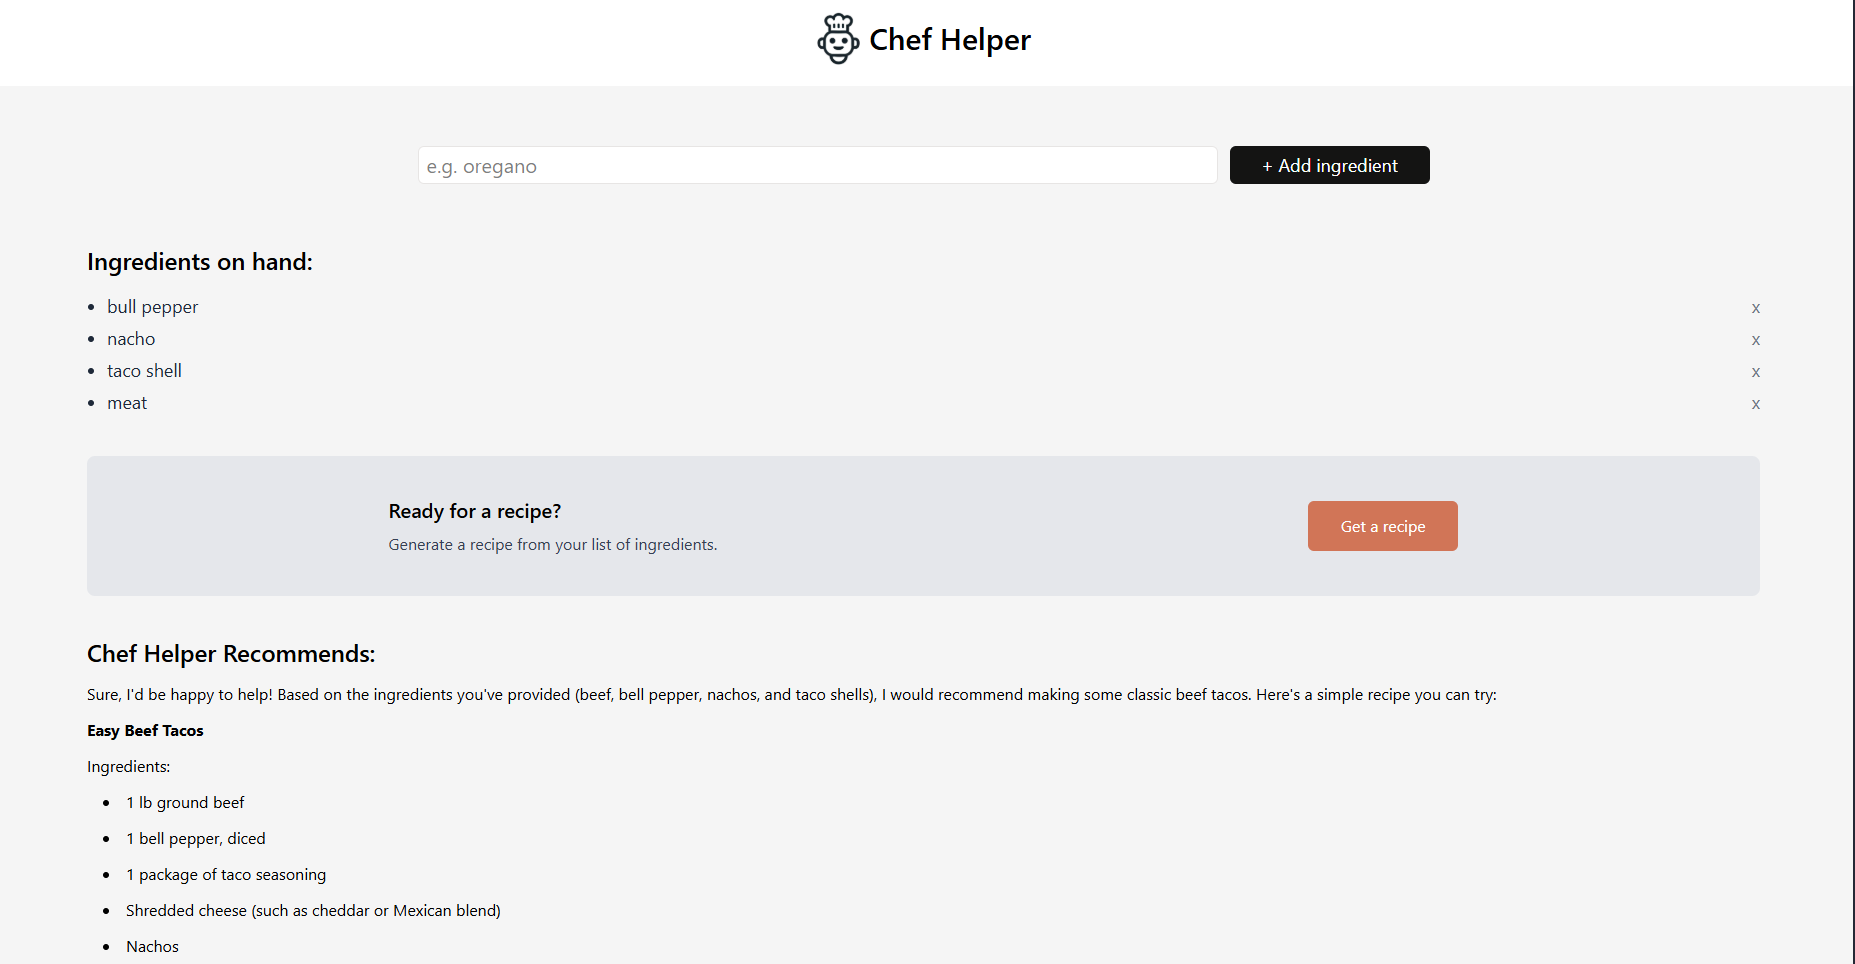 Chef Helper
e.g. oregano
+ Add ingredient
Ingredients on hand:
• bull pepper x
• nacho x
• taco shell x
• meat x
Ready for a recipe?
Generate a recipe from your list of ingredients.
Get a recipe
Chef Helper Recommends:
Sure, I'd be happy to help! Based on the ingredients you've provided (beef, bell pepper, nachos, and taco shells), I would recommend making some classic beef tacos. Here's a simple recipe you can try:
Easy Beef Tacos
Ingredients:
• 1 lb ground beef
• 1 bell pepper, diced
• 1 package of taco seasoning
• Shredded cheese (such as cheddar or Mexican blend)
• Nachos